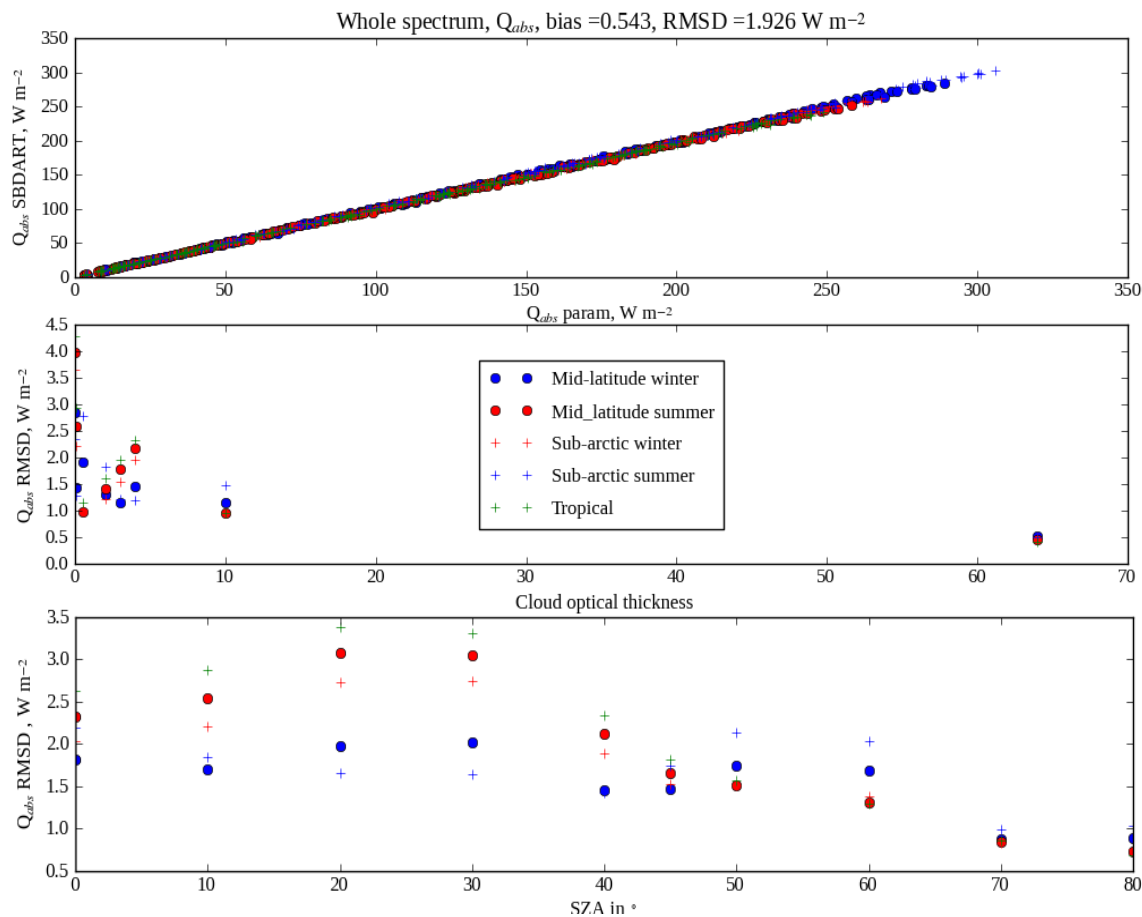 Whole spectrum, Qabs, bias =0.543, RMSD =1.926 W m−2
Qabs SBDART, W m−2
350
300
250
200
150
100
50
0
0 50 100 150 200 250 300 350
Qabs param, W m−2
Qabs RMSD, W m−2
4.5
4.0
3.5
3.0
2.5
2.0
1.5
1.0
0.5
0.0
Mid-latitude winter
Mid_latitude summer
Sub-arctic winter
Sub-arctic summer
Tropical
0 10 20 30 40 50 60 70
Cloud optical thickness
Qabs RMSD , W m−2
3.5
3.0
2.5
2.0
1.5
1.0
0.5
0 10 20 30 40 50 60 70 80
SZA in °